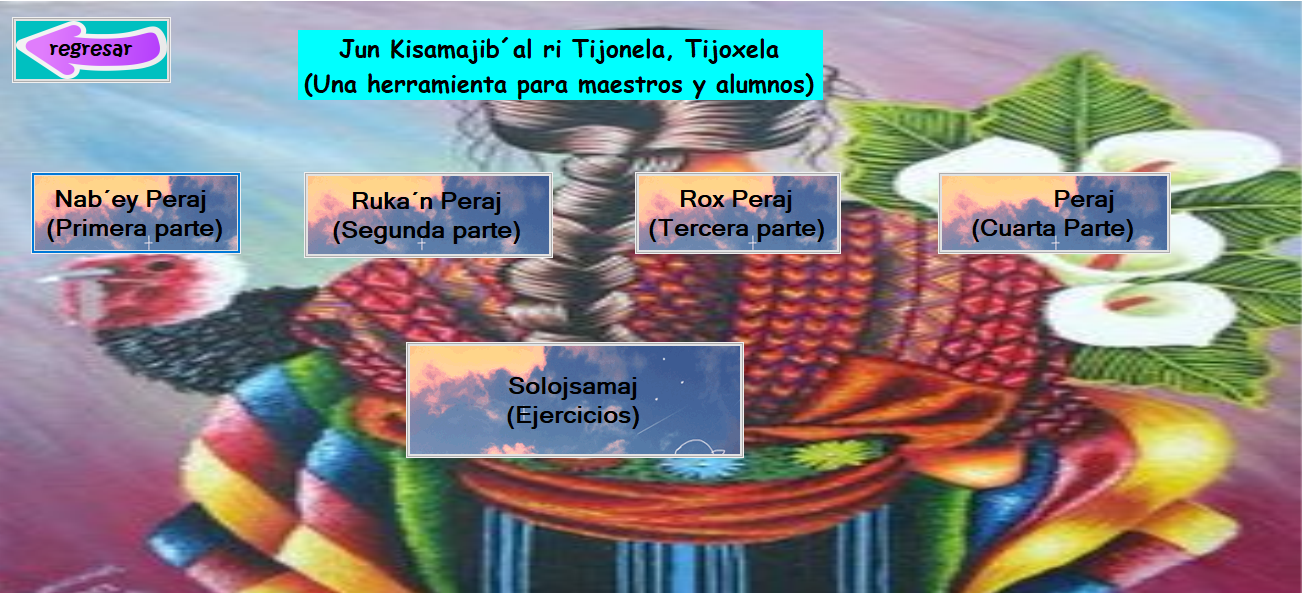 regresar
Jun Kisamajib´al ri Tijonela, Tijoxela
(Una herramienta para maestros y alumnos)
Nab´ey Peraj
(Primera parte)
Ruka´n Peraj
(Segunda parte)
Rox Peraj
(Tercera parte)
Peraj
(Cuarta Parte)
Solojsamaj
(Ejercicios)